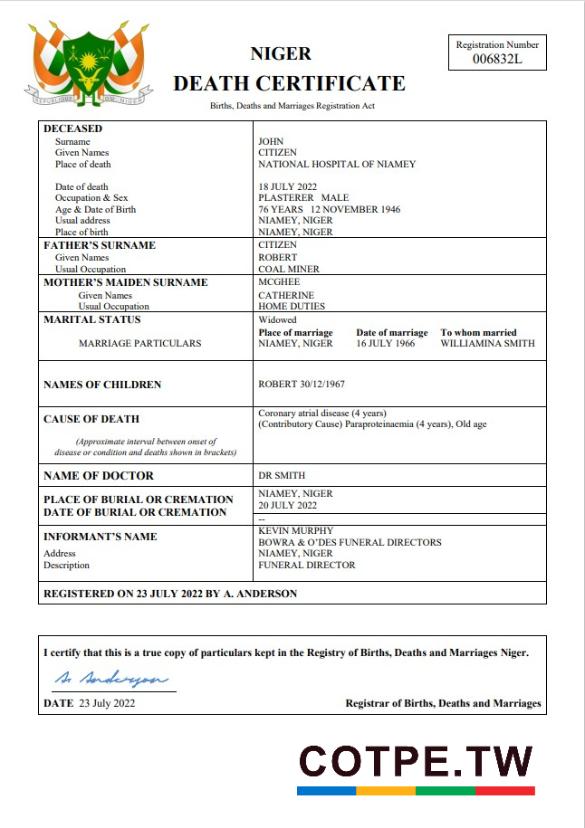 NIGER
DEATH CERTIFICATE
Births, Deaths and Marriages Registration Act
Registration Number
006832L
DECEASED
Surname JOHN
Given Names CITIZEN
Place of death NATIONAL HOSPITAL OF NIAMEY
Date of death 18 JULY 2022
Occupation & Sex PLASTERER MALE
Age & Date of Birth 76 YEARS 12 NOVEMBER 1946
Usual address NIAMEY, NIGER
Place of birth NIAMEY, NIGER
FATHER'S SURNAME CITIZEN
Given Names ROBERT
Usual Occupation COAL MINER
MOTHER'S MAIDEN SURNAME MCGHEE
Given Names CATHERINE
Usual Occupation HOME DUTIES
MARITAL STATUS Widowed
Place of marriage Date of marriage To whom married
MARRIAGE PARTICULARS NIAMEY, NIGER 16 JULY 1966 WILLIAMINA SMITH
NAMES OF CHILDREN ROBERT 30/12/1967
CAUSE OF DEATH Coronary atrial disease (4 years)
(Contributory Cause) Paraproteinaemia (4 years), Old age
(Approximate interval between onset of
disease or condition and deaths shown in brackets)
NAME OF DOCTOR DR SMITH
PLACE OF BURIAL OR CREMATION NIAMEY, NIGER
DATE OF BURIAL OR CREMATION 20 JULY 2022
--
INFORMANT'S NAME KEVIN MURPHY
BOWRA & O'DES FUNERAL DIRECTORS
Address NIAMEY, NIGER
Description FUNERAL DIRECTOR
REGISTERED ON 23 JULY 2022 BY A. ANDERSON
I certify that this is a true copy of particulars kept in the Registry of Births, Deaths and Marriages Niger.
A. Anderson
DATE 23 July 2022 Registrar of Births, Deaths and Marriages
COTPE.TW